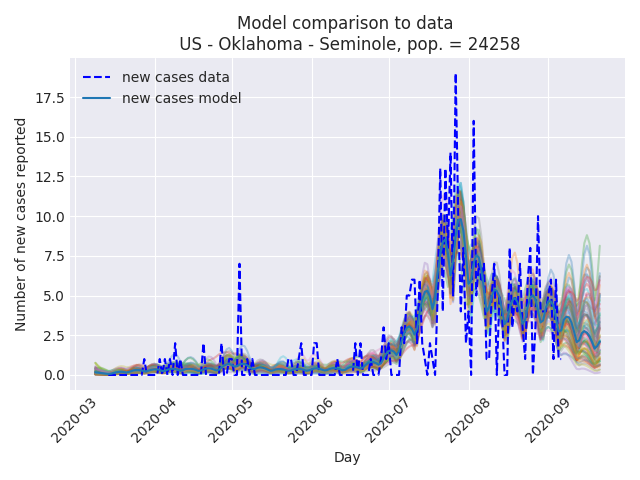 Model comparison to data
US - Oklahoma - Seminole, pop. = 24258
new cases data
new cases model
Number of new cases reported
17.5
15.0
12.5
10.0
7.5
5.0
2.5
0.0
2020-03
2020-04
2020-05
2020-06
2020-07
2020-08
2020-09
Day